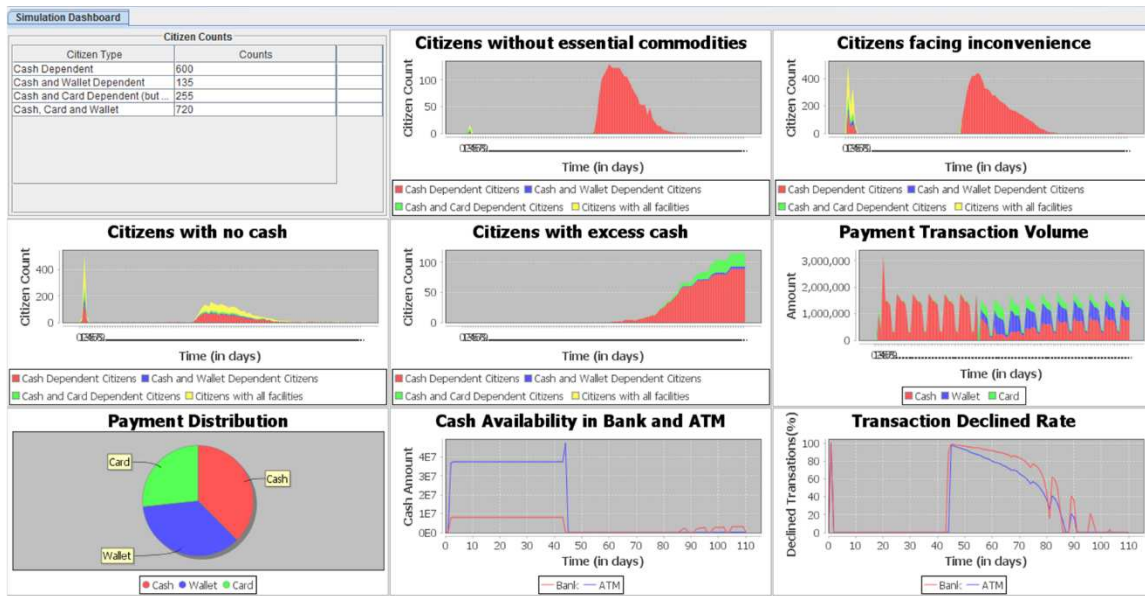 Simulation Dashboard
Citizen Counts
Citizen Type Counts
Cash Dependent 600
Cash and Wallet Dependent 135
Cash and Card Dependent (but ... 255
Cash, Card and Wallet 720
Citizens without essential commodities
Citizen Count
100
50
0
Time (in days)
Cash Dependent Citizens Cash and Wallet Dependent Citizens
Cash and Card Dependent Citizens Citizens with all facilities
Citizens facing inconvenience
Citizen Count
400
200
0
Time (in days)
Cash Dependent Citizens Cash and Wallet Dependent Citizens
Cash and Card Dependent Citizens Citizens with all facilities
Citizens with no cash
Citizen Count
400
200
0
Time (in days)
Cash Dependent Citizens Cash and Wallet Dependent Citizens
Cash and Card Dependent Citizens Citizens with all facilities
Citizens with excess cash
Citizen Count
100
50
0
Time (in days)
Cash Dependent Citizens Cash and Wallet Dependent Citizens
Cash and Card Dependent Citizens Citizens with all facilities
Payment Transaction Volume
Amount
3,000,000
2,000,000
1,000,000
0
Time (in days)
Cash Wallet Card
Payment Distribution
Card
Cash
Wallet
Cash Wallet Card
Cash Availability in Bank and ATM
Cash Amount
4E7
3E7
2E7
1E7
0E0
0 10 20 30 40 50 60 70 80 90 100 110
Time (in days)
Bank ATM
Transaction Declined Rate
Declined Transations(%)
100
80
60
40
20
0
0 10 20 30 40 50 60 70 80 90 100 110
Time (in days)
Bank ATM